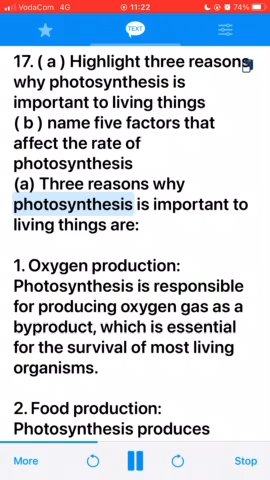 VodaCom 4G
11:22
74%
TEXT
17. ( a ) Highlight three reasons
why photosynthesis is
important to living things
( b ) name five factors that
affect the rate of
photosynthesis
(a) Three reasons why
photosynthesis is important to
living things are:
1. Oxygen production:
Photosynthesis is responsible
for producing oxygen gas as a
byproduct, which is essential
for the survival of most living
organisms.
2. Food production:
Photosynthesis produces
More
Stop